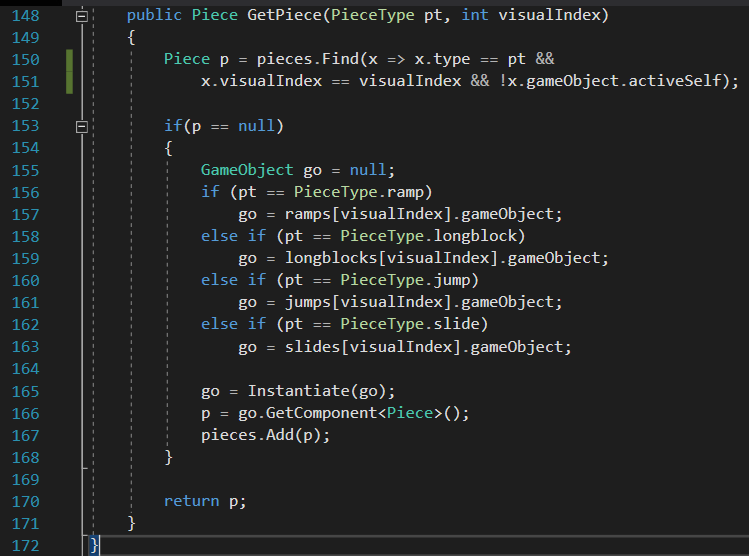 148 public Piece GetPiece(PieceType pt, int visualIndex)
149 {
150 Piece p = pieces.Find(x => x.type == pt &&
151 x.visualIndex == visualIndex && !x.gameObject.activeSelf);
152
153 if(p == null)
154 {
155 GameObject go = null;
156 if (pt == PieceType.ramp)
157 go = ramps[visualIndex].gameObject;
158 else if (pt == PieceType.longblock)
159 go = longblocks[visualIndex].gameObject;
160 else if (pt == PieceType.jump)
161 go = jumps[visualIndex].gameObject;
162 else if (pt == PieceType.slide)
163 go = slides[visualIndex].gameObject;
164
165 go = Instantiate(go);
166 p = go.GetComponent<Piece>();
167 pieces.Add(p);
168 }
169
170 return p;
171 }
172 }